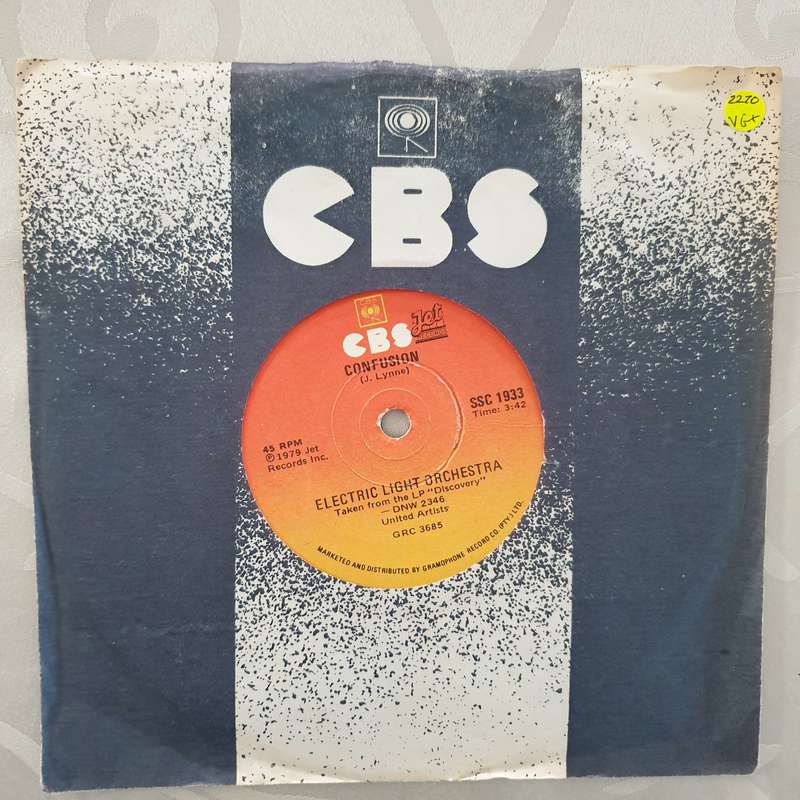 2270
VG+
CBS
CBS
CBS Jet
RECORDS
CONFUSION
(J. Lynne)
SSC 1933
Time: 3:42
45 RPM
℗ 1979 Jet
Records Inc.
ELECTRIC LIGHT ORCHESTRA
Taken from the LP "Discovery"
— DNW 2346
United Artists
GRC 3685
MARKETED AND DISTRIBUTED BY GRAMOPHONE RECORD CO. (PTY.) LTD.